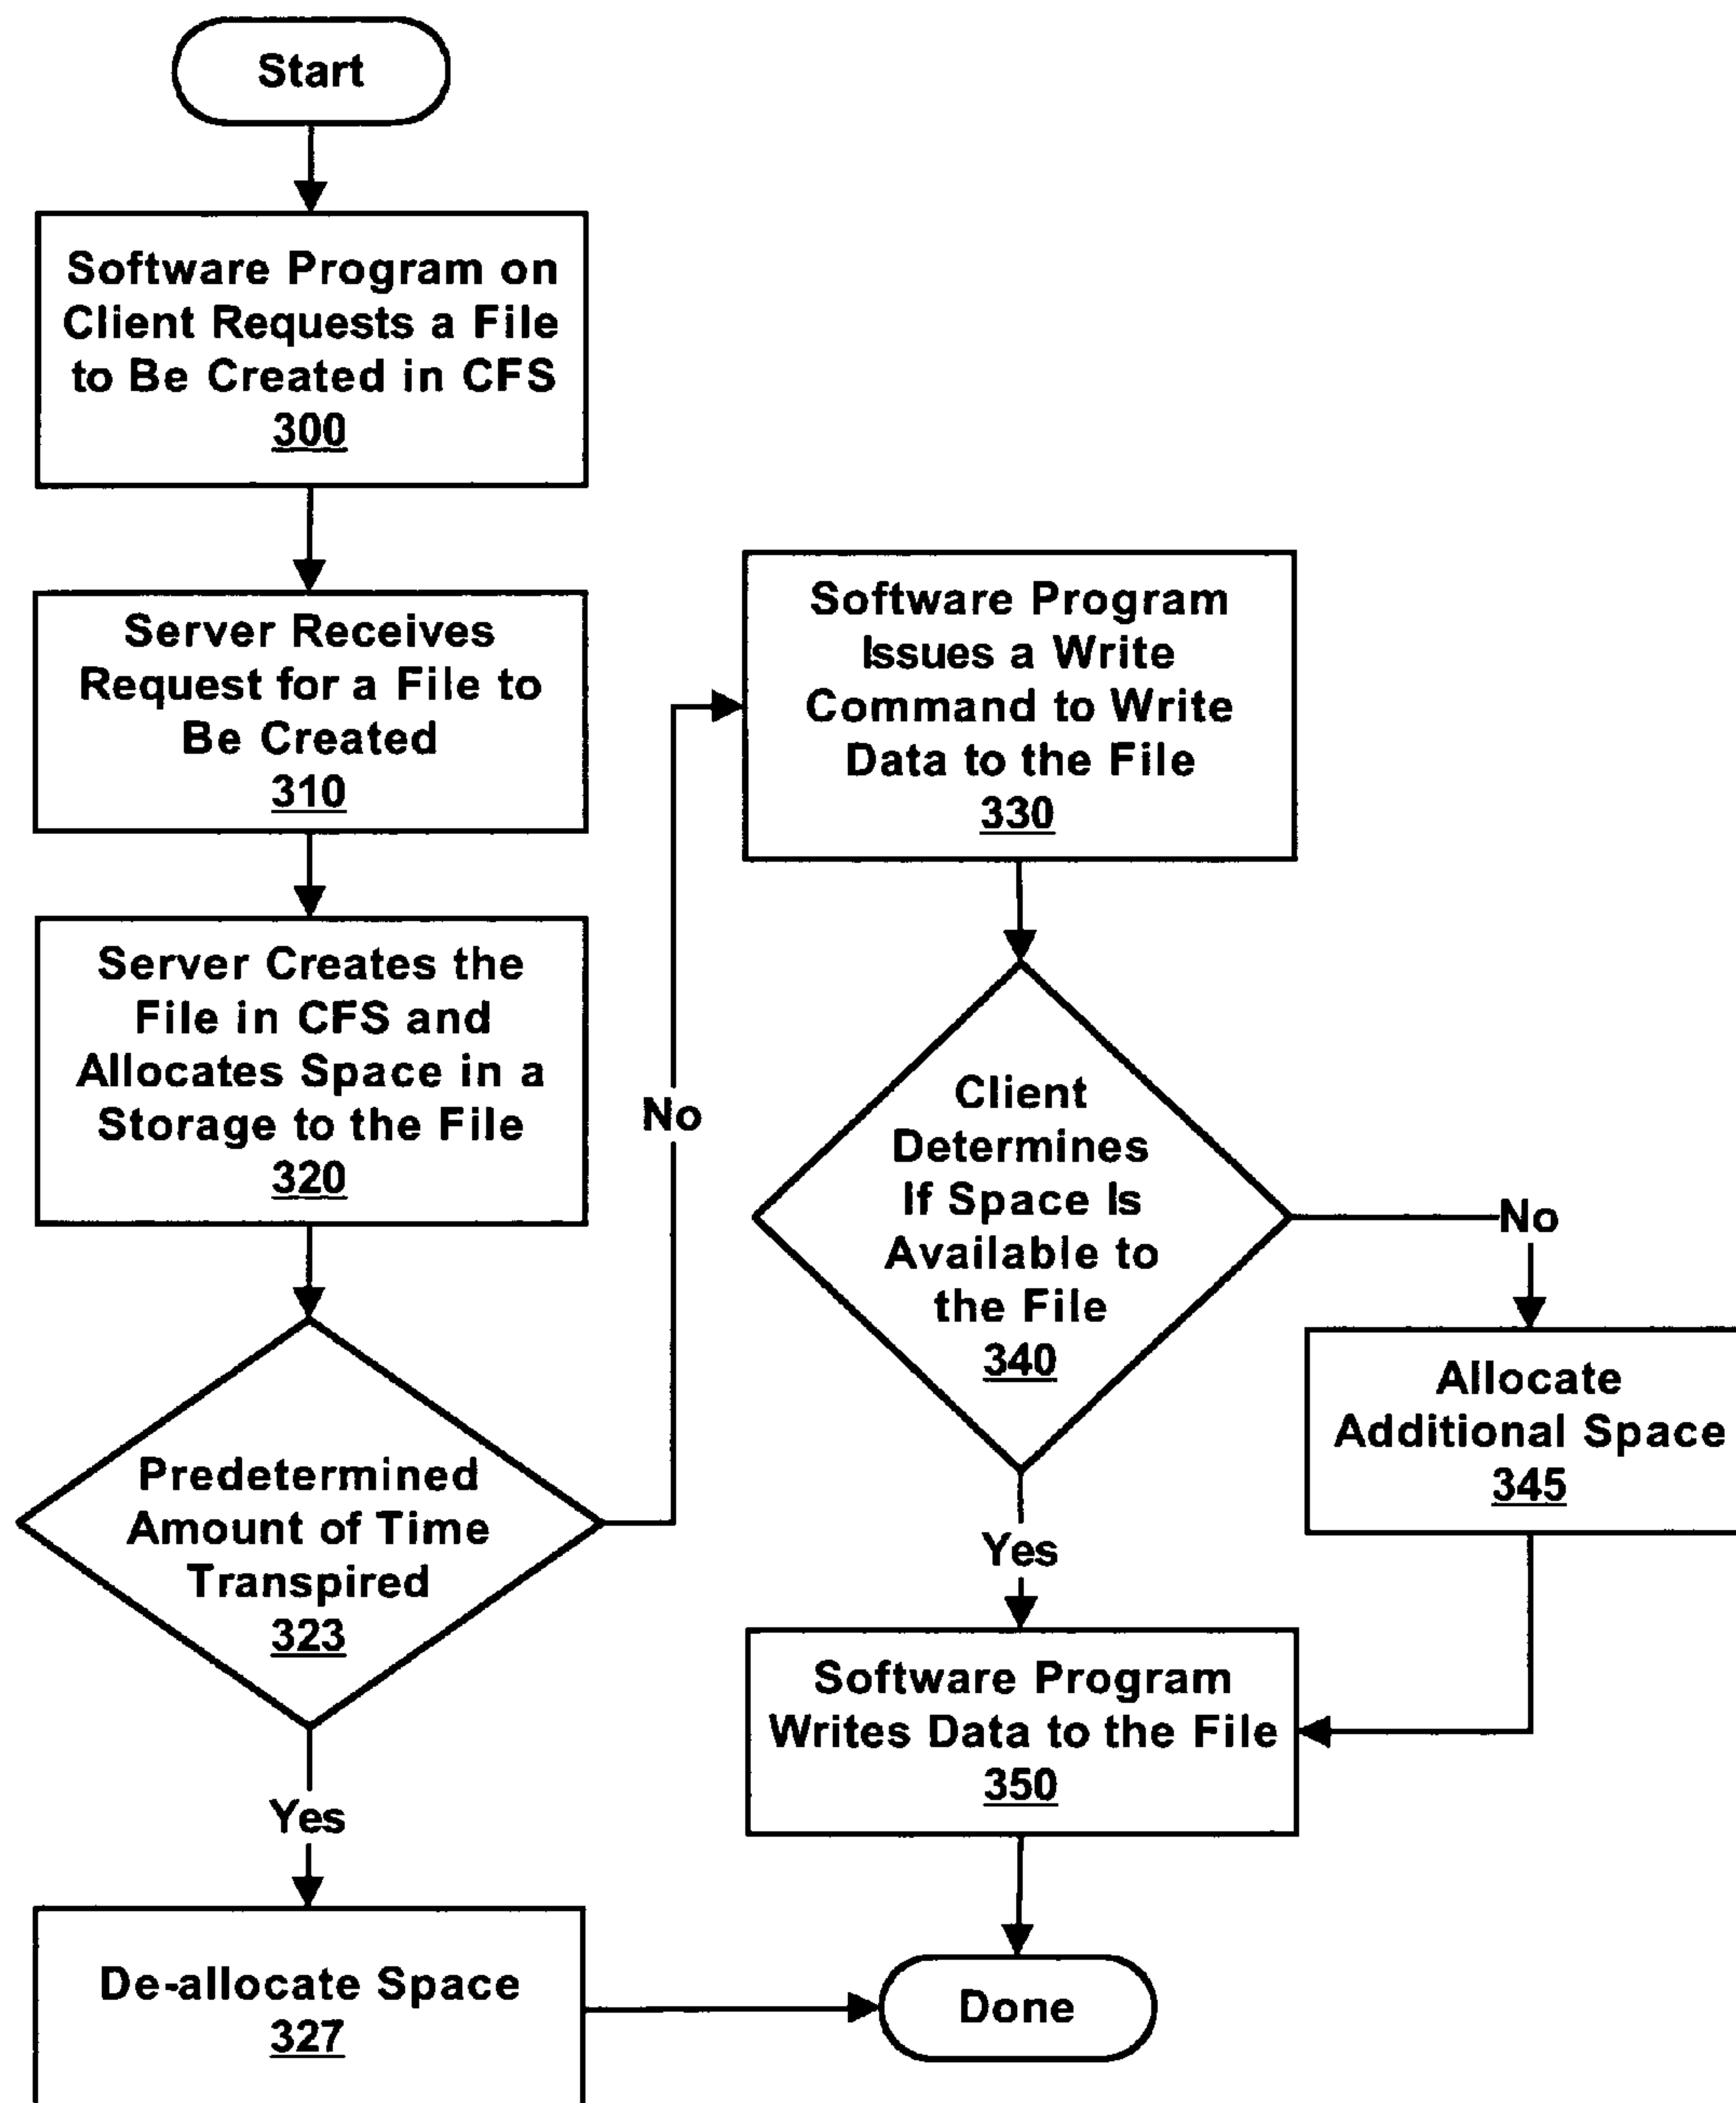 Start
Software Program on
Client Requests a File
to Be Created in CFS
300
Server Receives
Request for a File to
Be Created
310
Server Creates the
File in CFS and
Allocates Space in a
Storage to the File
320
Predetermined
Amount of Time
Transpired
323
Yes
De-allocate Space
327
No
Software Program
Issues a Write
Command to Write
Data to the File
330
Client
Determines
If Space Is
Available to
the File
340
No
Allocate
Additional Space
345
Yes
Software Program
Writes Data to the File
350
Done